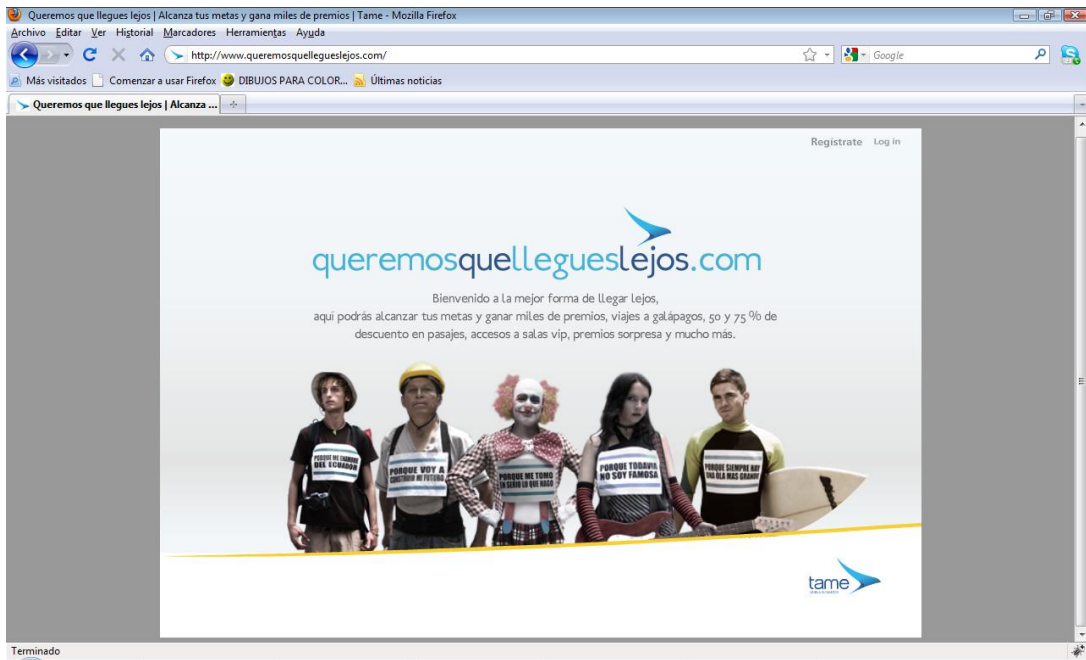 Queremos que llegues lejos | Alcanza tus metas y gana miles de premios | Tame - Mozilla Firefox
Archivo Editar Ver Historial Marcadores Herramientas Ayuda
http://www.queremosquellegueslejos.com/
Google
Más visitados Comenzar a usar Firefox DIBUJOS PARA COLOR... Últimas noticias
Queremos que llegues lejos | Alcanza ...
Regístrate Log in
queremosquellegueslejos.com
Bienvenido a la mejor forma de llegar lejos,
aquí podrás alcanzar tus metas y ganar miles de premios, viajes a galápagos, 50 y 75 % de
descuento en pasajes, accesos a salas vip, premios sorpresa y mucho más.
PORQUE ME ENAMORE
DEL ECUADOR
PORQUE VOY A
CONSTRUIR MI FUTURO
PORQUE ME TOMO
EN SERIO LO QUE HAGO
PORQUE TODAVIA
NO SOY FAMOSA
PORQUE SIEMPRE HAY
UNA OLA MAS GRANDE
tame
Terminado